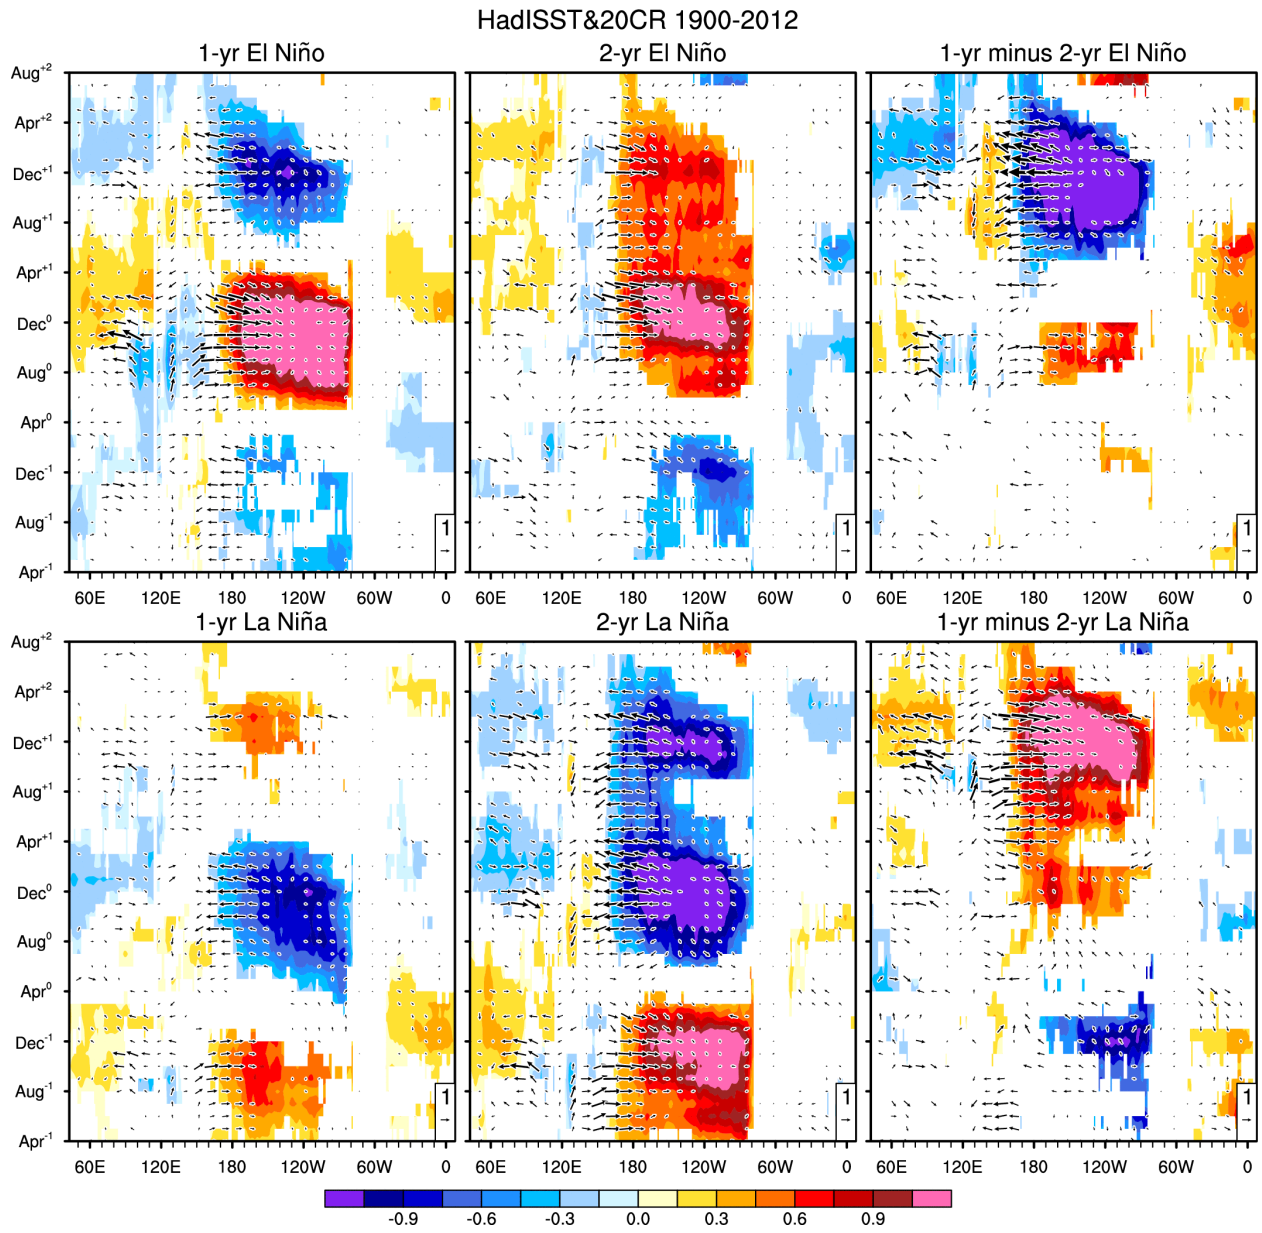 HadISST&20CR 1900-2012
1-yr El Niño 2-yr El Niño 1-yr minus 2-yr El Niño
Aug+2
Apr+2
Dec+1
Aug+1
Apr+1
Dec0
Aug0
Apr0
Dec-1
Aug-1
Apr-1
1 1 1
60E 120E 180 120W 60W 0 60E 120E 180 120W 60W 0 60E 120E 180 120W 60W 0
1-yr La Niña 2-yr La Niña 1-yr minus 2-yr La Niña
Aug+2
Apr+2
Dec+1
Aug+1
Apr+1
Dec0
Aug0
Apr0
Dec-1
Aug-1
Apr-1
1 1 1
60E 120E 180 120W 60W 0 60E 120E 180 120W 60W 0 60E 120E 180 120W 60W 0
-0.9 -0.6 -0.3 0.0 0.3 0.6 0.9